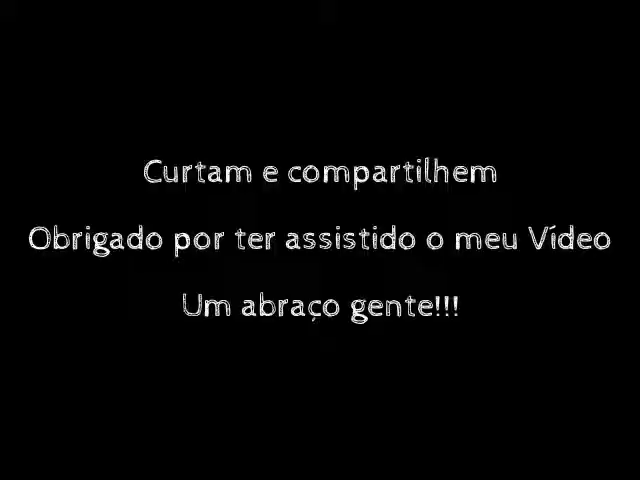 Curtam e compartilhem
Obrigado por ter assistido o meu Vídeo
Um abraço gente!!!